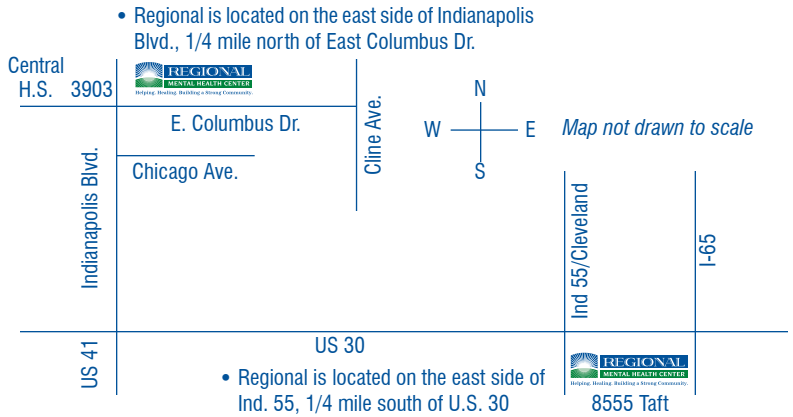 • Regional is located on the east side of Indianapolis
Blvd., 1/4 mile north of East Columbus Dr.
Central
H.S. 3903
REGIONAL
MENTAL HEALTH CENTER
Helping. Healing. Building a Strong Community.
N
W E
S
Map not drawn to scale
E. Columbus Dr.
Cline Ave.
Chicago Ave.
Indianapolis Blvd.
Ind 55/Cleveland
I-65
US 41
US 30
• Regional is located on the east side of
Ind. 55, 1/4 mile south of U.S. 30
REGIONAL
MENTAL HEALTH CENTER
Helping. Healing. Building a Strong Community.
8555 Taft